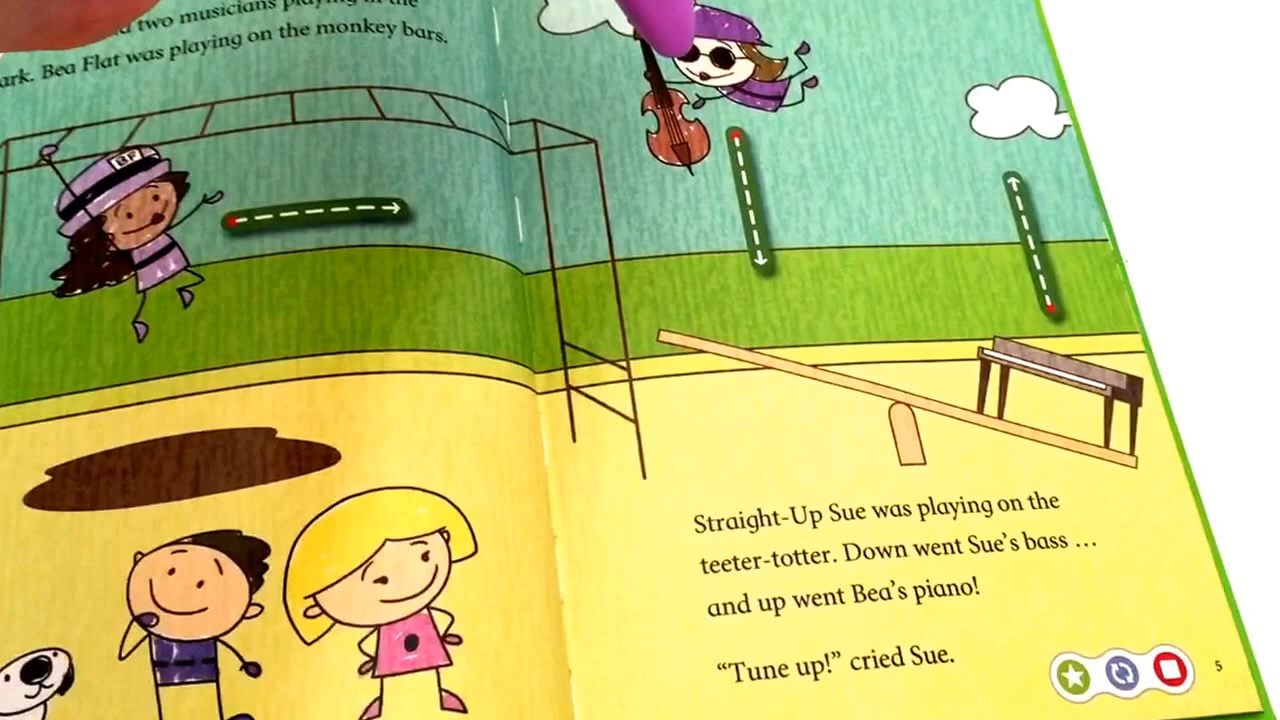 two musicians playing in the
ark. Bea Flat was playing on the monkey bars.
BF
Straight-Up Sue was playing on the
teeter-totter. Down went Sue's bass ...
and up went Bea's piano!
"Tune up!" cried Sue.
5